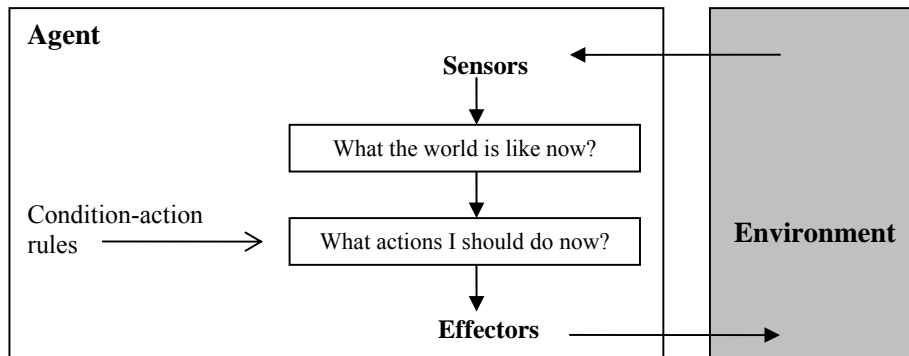 Agent
Sensors
What the world is like now?
Condition-action
rules
What actions I should do now?
Environment
Effectors